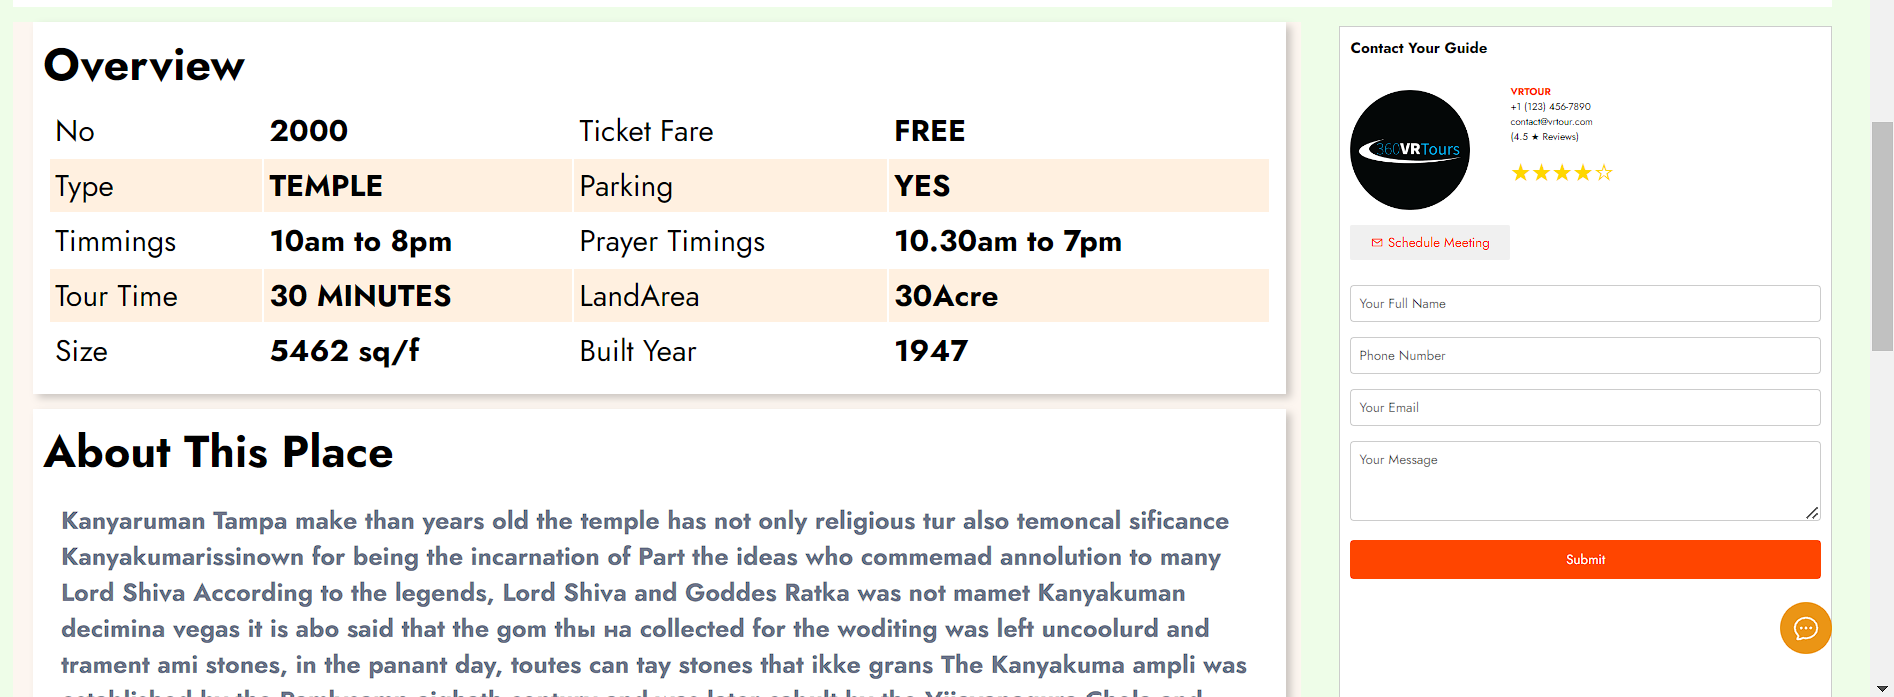 Overview
No 2000 Ticket Fare FREE
Type TEMPLE Parking YES
Timmings 10am to 8pm Prayer Timings 10.30am to 7pm
Tour Time 30 MINUTES LandArea 30Acre
Size 5462 sq/f Built Year 1947
About This Place
Kanyaruman Tampa make than years old the temple has not only religious tur also temoncal sificance
Kanyakumarissinown for being the incarnation of Part the ideas who commemad annolution to many
Lord Shiva According to the legends, Lord Shiva and Goddes Ratka was not mamet Kanyakuman
decimina vegas it is abo said that the gom thы на collected for the woditing was left uncoolurd and
trament ami stones, in the panant day, toutes can tay stones that ikke grans The Kanyakuma ampli was
Contact Your Guide
360VRTours
VRTOUR
+1 (123) 456-7890
contact@vrtour.com
(4.5 ★ Reviews)
★★★★☆
Schedule Meeting
Your Full Name
Phone Number
Your Email
Your Message
Submit